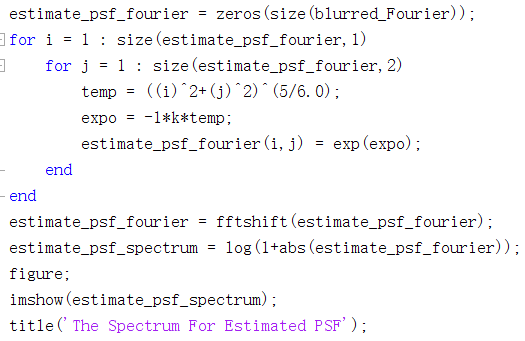 estimate_psf_fourier = zeros(size(blurred_Fourier));
for i = 1 : size(estimate_psf_fourier,1)
for j = 1 : size(estimate_psf_fourier,2)
temp = ((i)^2+(j)^2)^(5/6.0);
expo = -1*k*temp;
estimate_psf_fourier(i,j) = exp(expo);
end
end
estimate_psf_fourier = fftshift(estimate_psf_fourier);
estimate_psf_spectrum = log(1+abs(estimate_psf_fourier));
figure;
imshow(estimate_psf_spectrum);
title('The Spectrum For Estimated PSF');